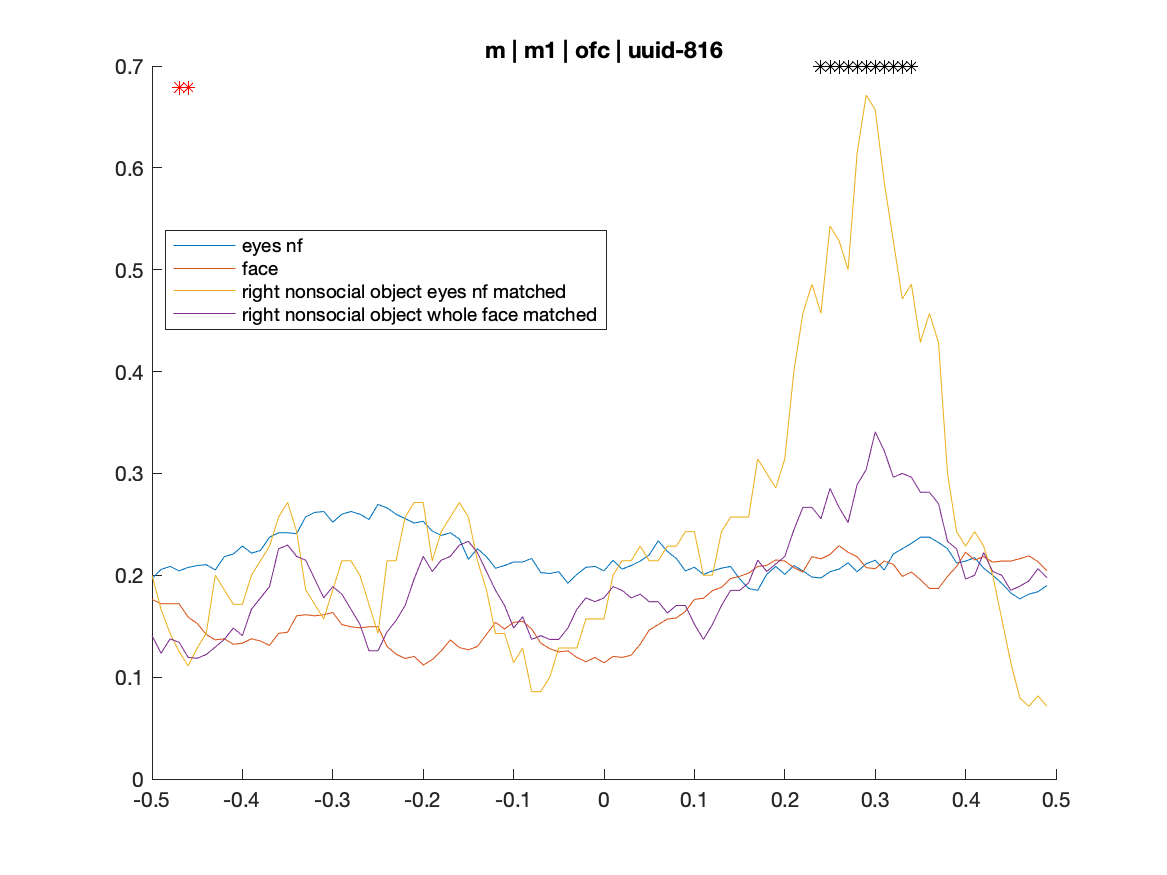 m | m1 | ofc | uuid-816
0.7
0.6
0.5
0.4
0.3
0.2
0.1
0
eyes nf
face
right nonsocial object eyes nf matched
right nonsocial object whole face matched
-0.5 -0.4 -0.3 -0.2 -0.1 0 0.1 0.2 0.3 0.4 0.5